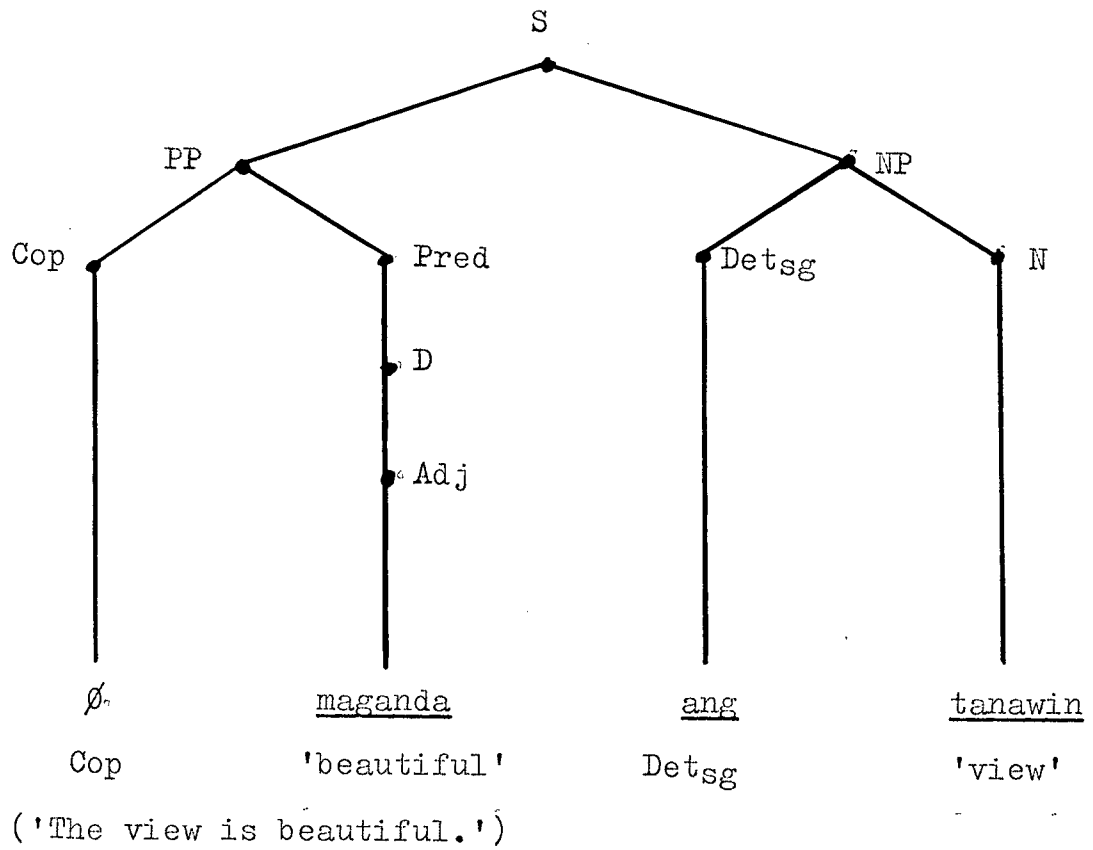 S
PP NP
Cop Pred Detsg N
D
Adj
Ø maganda ang tanawin
Cop 'beautiful' Detsg 'view'
('The view is beautiful.')